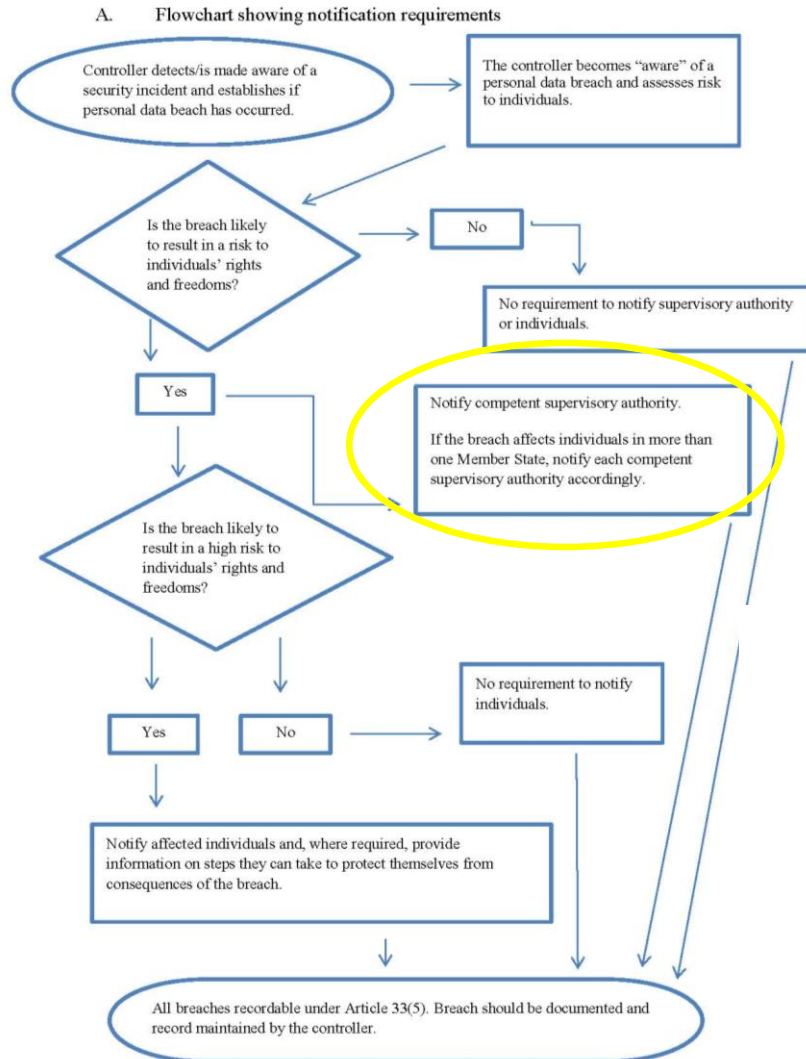 A. Flowchart showing notification requirements
Controller detects/is made aware of a
security incident and establishes if
personal data beach has occurred.
The controller becomes “aware” of a
personal data breach and assesses risk
to individuals.
Is the breach likely
to result in a risk to
individuals’ rights
and freedoms?
No
No requirement to notify supervisory authority
or individuals.
Yes
Notify competent supervisory authority.
If the breach affects individuals in more than
one Member State, notify each competent
supervisory authority accordingly.
Is the breach likely to
result in a high risk to
individuals’ rights and
freedoms?
No requirement to notify
individuals.
Yes
No
Notify affected individuals and, where required, provide
information on steps they can take to protect themselves from
consequences of the breach.
All breaches recordable under Article 33(5). Breach should be documented and
record maintained by the controller.